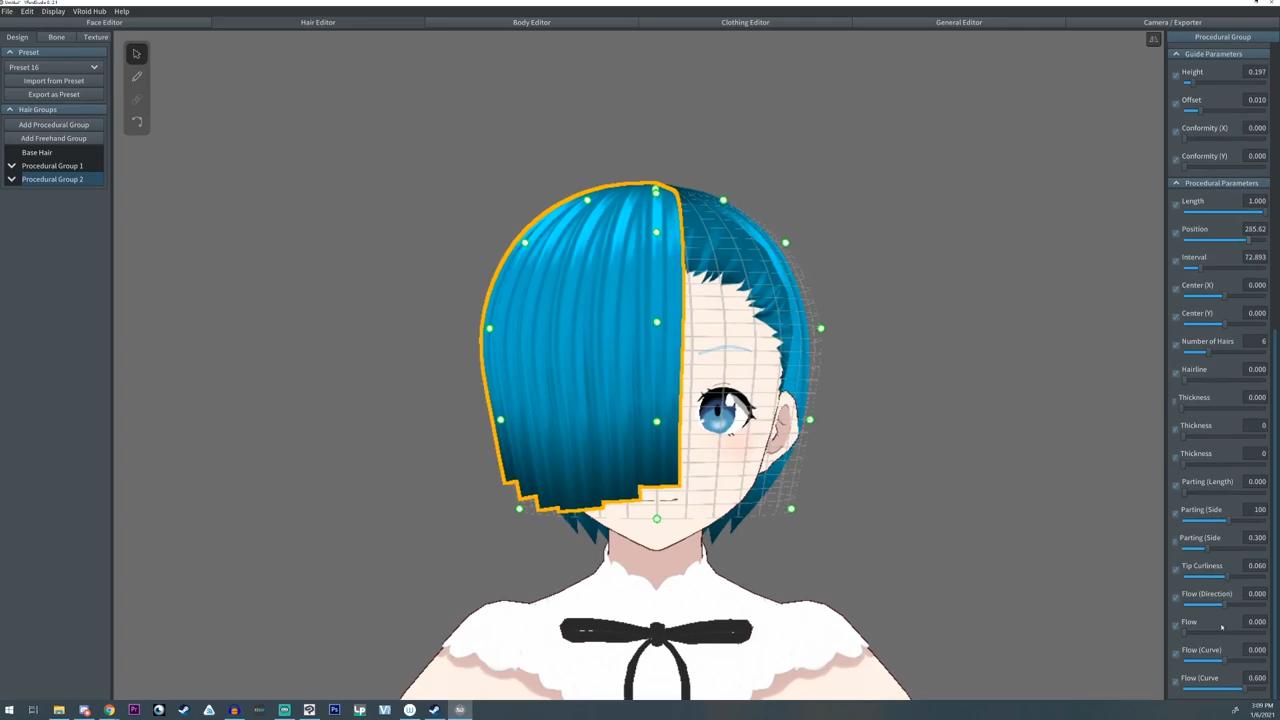 File Edit Display VRoid Hub Help
Face Editor Hair Editor Body Editor Clothing Editor General Editor Camera / Exporter
Design Bone Texture
Preset
Preset 16
Import from Preset
Export as Preset
Hair Groups
Add Procedural Group
Add Freehand Group
Base Hair
Procedural Group 1
Procedural Group 2
Procedural Group
Guide Parameters
Height 0.197
Offset 0.010
Conformity (X) 0.000
Conformity (Y) 0.000
Procedural Parameters
Length 1.000
Position 285.62
Interval 72.893
Center (X) 0.000
Center (Y) 0.000
Number of Hairs 6
Hairline 0.000
Thickness 0.000
Thickness 0
Thickness 0
Parting (Length) 0.000
Parting (Side 100
Parting (Side 0.300
Tip Curliness 0.060
Flow (Direction) 0.000
Flow 0.000
Flow (Curve) 0.000
Flow (Curve 0.600
3:09 PM
1/6/2021